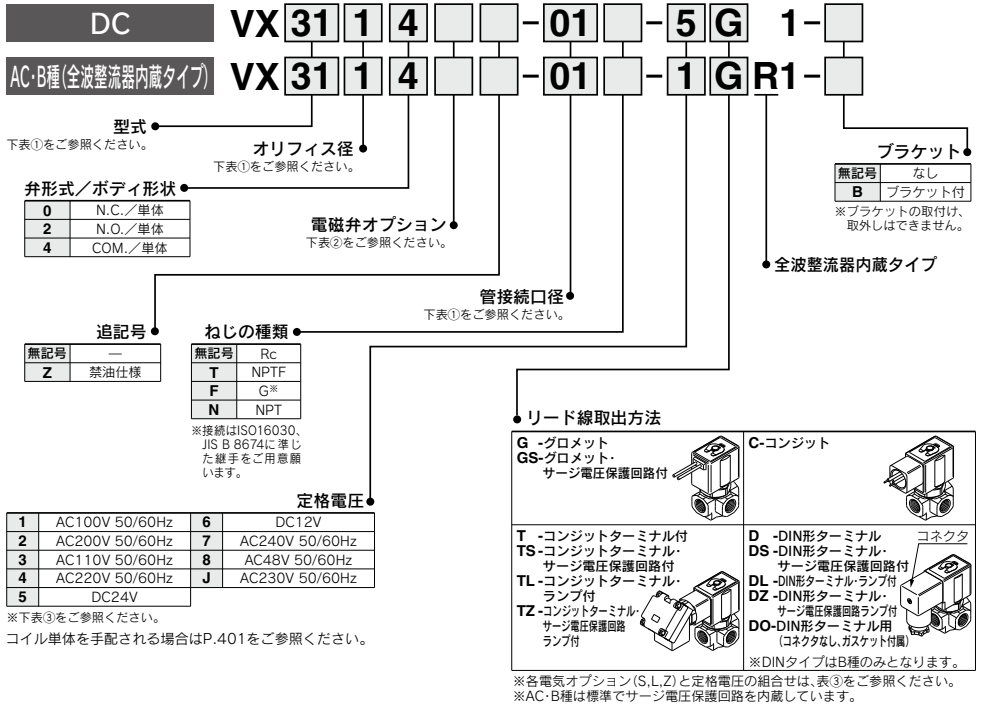 DC VX 31 1 4 - 01 - 5 G 1 -
AC・B種(全波整流器内蔵タイプ) VX 31 1 4 - 01 - 1 G R1 -
型式
下表①をご参照ください。
オリフィス径
下表①をご参照ください。
弁形式／ボディ形状
0 N.C.／単体
2 N.O.／単体
4 COM.／単体
電磁弁オプション
下表②をご参照ください。
ブラケット
無記号 なし
B ブラケット付
※ブラケットの取付け、
取外しはできません。
全波整流器内蔵タイプ
管接続口径
下表①をご参照ください。
追記号
無記号 —
Z 禁油仕様
ねじの種類
無記号 Rc
T NPTF
F G※
N NPT
※接続はISO16030、
JIS B 8674に準じ
た継手をご用意願
います。
定格電圧
1 AC100V 50/60Hz 6 DC12V
2 AC200V 50/60Hz 7 AC240V 50/60Hz
3 AC110V 50/60Hz 8 AC48V 50/60Hz
4 AC220V 50/60Hz J AC230V 50/60Hz
5 DC24V
※下表③をご参照ください。
コイル単体を手配される場合はP.401をご参照ください。
リード線取出方法
G -グロメット
GS-グロメット・
サージ電圧保護回路付
C-コンジット
T -コンジットターミナル付
TS-コンジットターミナル・
サージ電圧保護回路付
TL-コンジットターミナル・
ランプ付
TZ-コンジットターミナル・
サージ電圧保護回路
ランプ付
D -DIN形ターミナル
コネクタ
DS-DIN形ターミナル・
サージ電圧保護回路付
DL-DIN形ターミナル・ランプ付
DZ-DIN形ターミナル・
サージ電圧保護回路ランプ付
DO-DIN形ターミナル用
(コネクタなし、ガスケット付属)
※DINタイプはB種のみとなります。
※各電気オプション(S,L,Z)と定格電圧の組合せは、表③をご参照ください。
※AC・B種は標準でサージ電圧保護回路を内蔵しています。